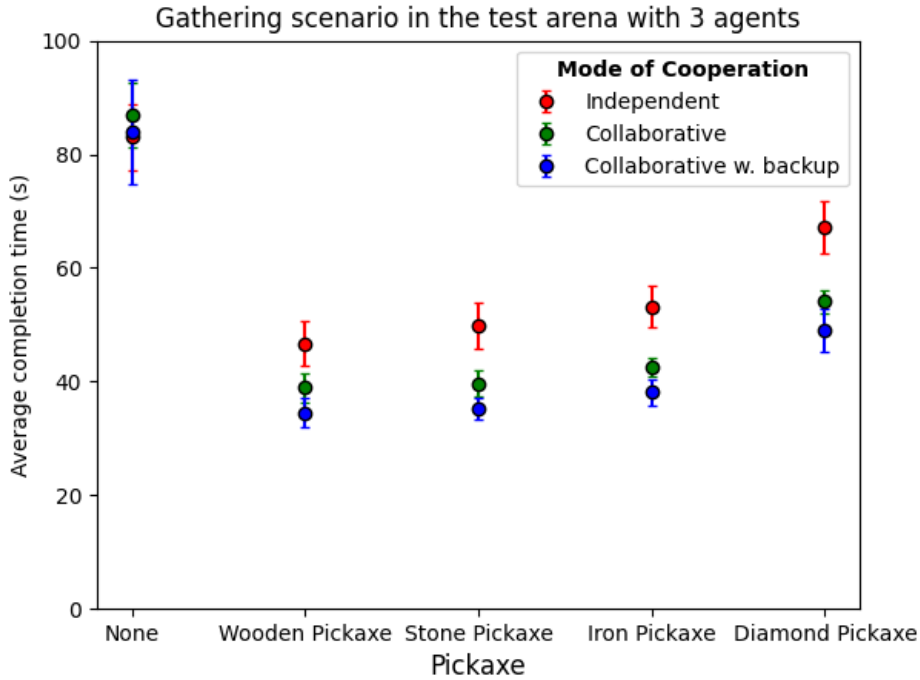 Gathering scenario in the test arena with 3 agents
Average completion time (s)
100
80
60
40
20
0
Mode of Cooperation
Independent
Collaborative
Collaborative w. backup
None Wooden Pickaxe Stone Pickaxe Iron Pickaxe Diamond Pickaxe
Pickaxe